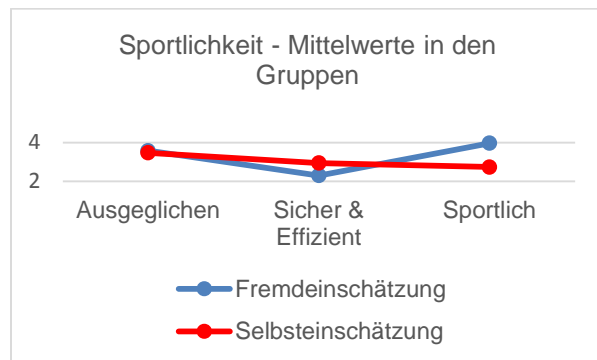 Sportlichkeit - Mittelwerte in den
Gruppen
4
2
Ausgeglichen
Sicher &
Effizient
Sportlich
Fremdeinschätzung
Selbsteinschätzung